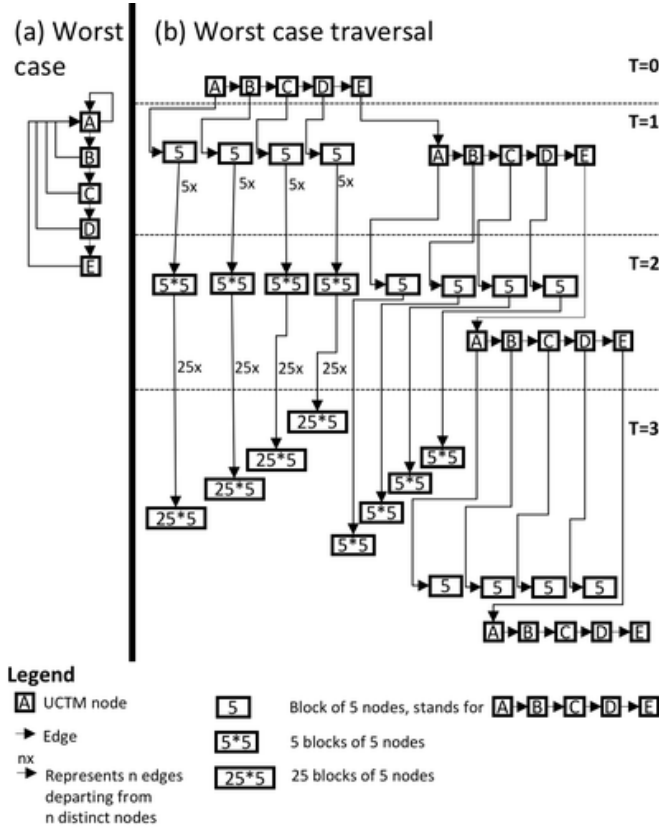 (a) Worst case
(b) Worst case traversal
T=0
A B C D E
T=1
A
B
C
D
E
5 5 5 5
A B C D E
5x 5x 5x 5x
T=2
5*5 5*5 5*5 5*5
5 5 5 5
A B C D E
25x 25x 25x 25x
T=3
25*5
25*5
25*5
25*5
5*5
5*5
5*5
5*5
5 5 5 5
A B C D E
Legend
A UCTM node
Edge
nx
Represents n edges
departing from
n distinct nodes
5 Block of 5 nodes, stands for A B C D E
5*5 5 blocks of 5 nodes
25*5 25 blocks of 5 nodes